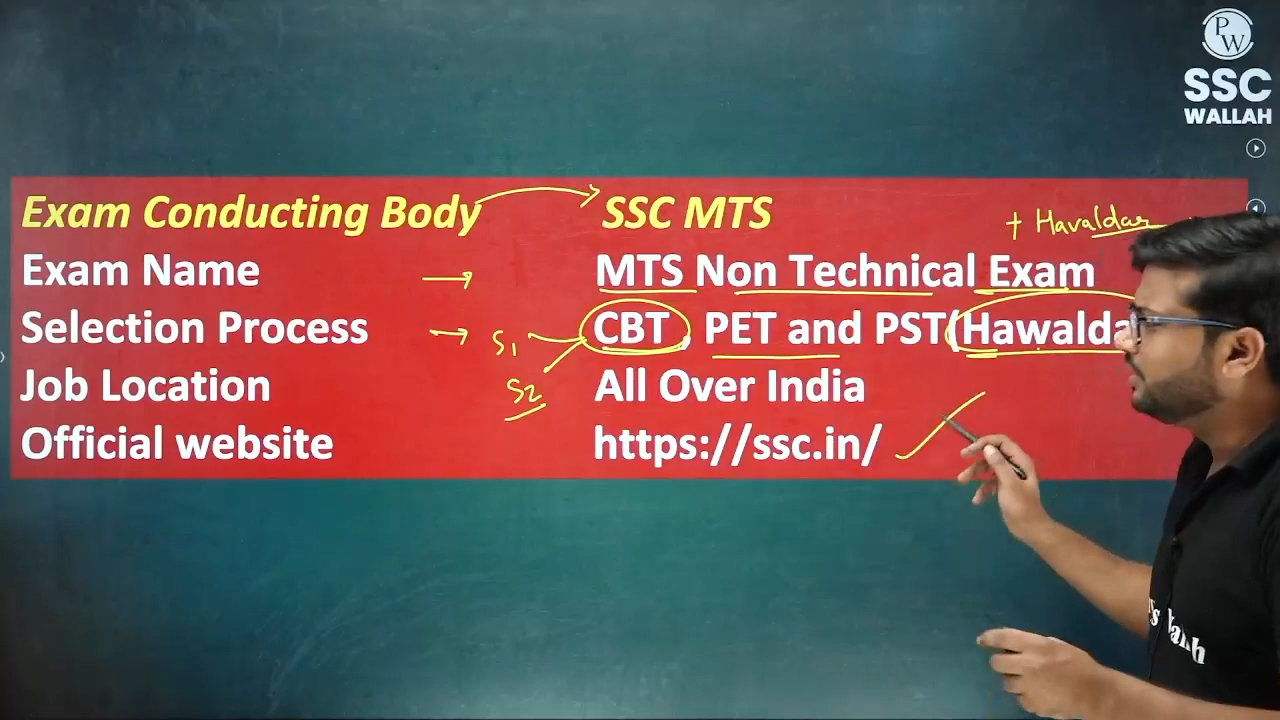 PW
SSC
WALLAH
Exam Conducting Body SSC MTS
+ Havaldar
Exam Name MTS Non Technical Exam
Selection Process CBT, PET and PST(Hawalda
S1
Job Location All Over India
S2
Official website https://ssc.in/